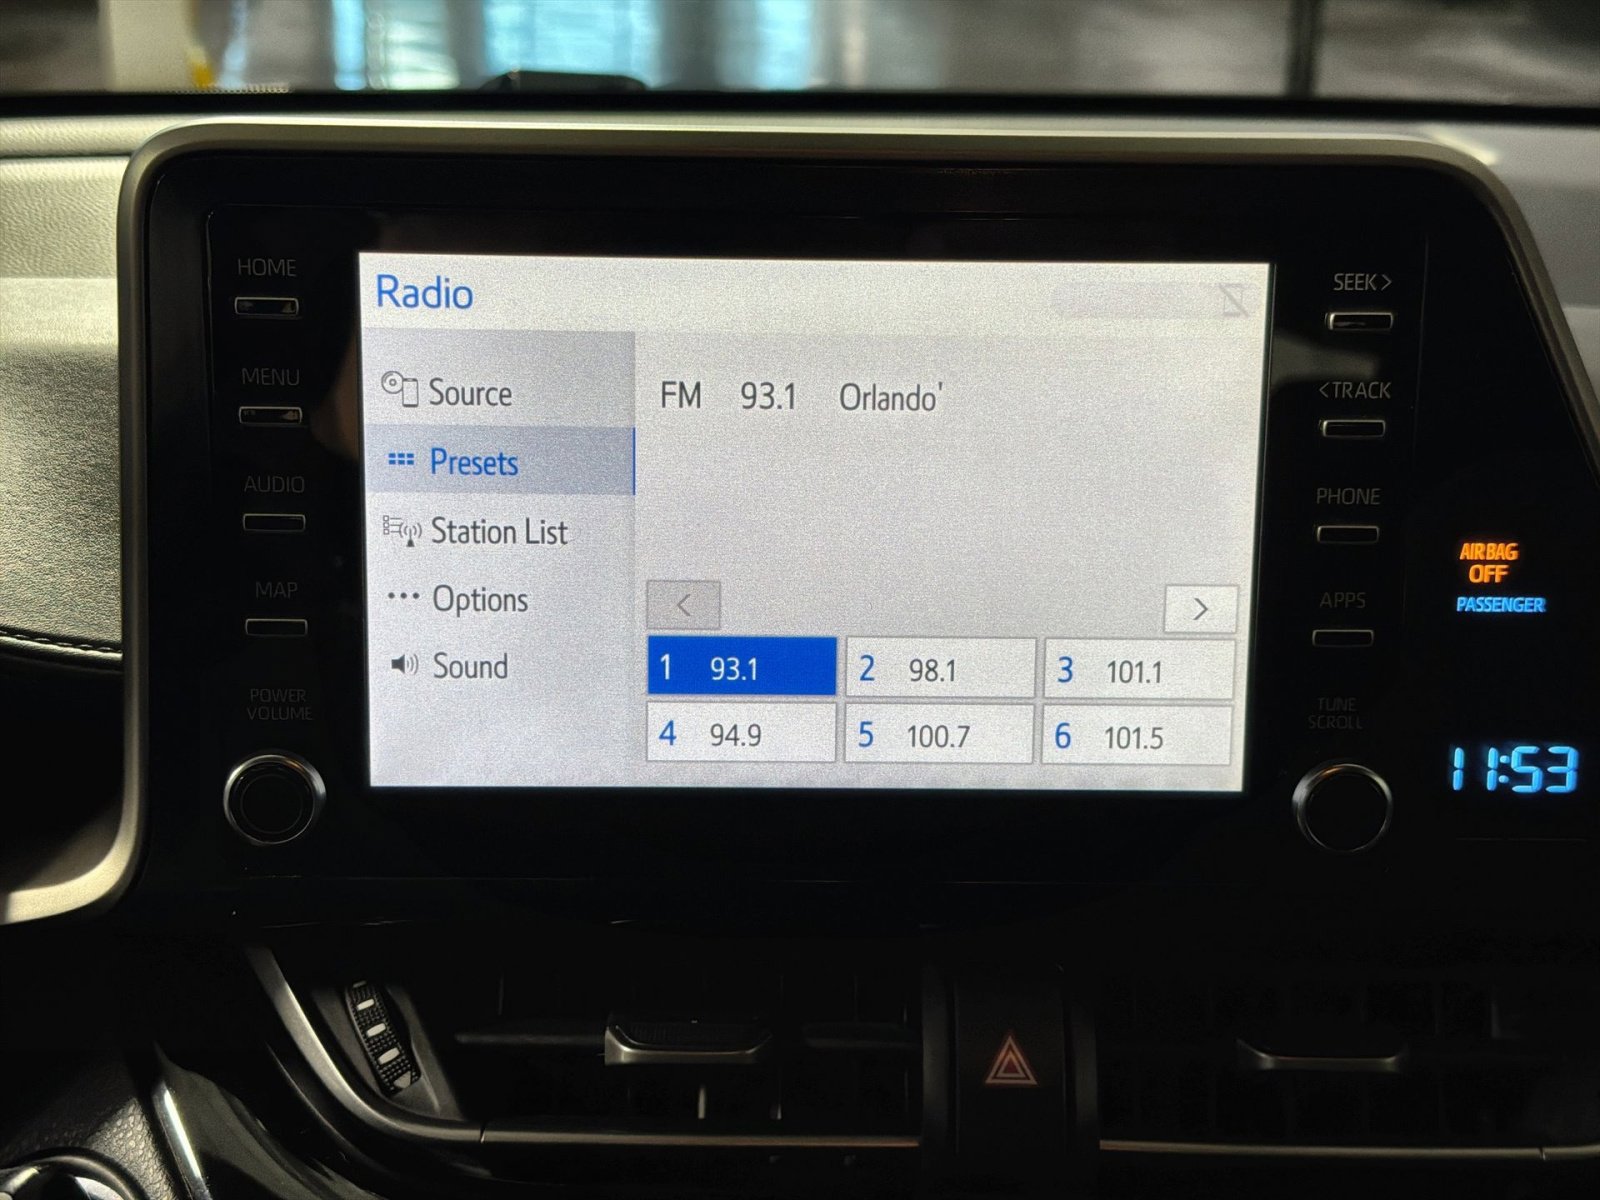 HOME
MENU
AUDIO
MAP
POWER
VOLUME
Radio
Source
Presets
Station List
Options
Sound
FM 93.1 Orlando'
< >
1 93.1 2 98.1 3 101.1
4 94.9 5 100.7 6 101.5
SEEK >
< TRACK
PHONE
APPS
TUNE
SCROLL
AIRBAG
OFF
PASSENGER
11:53